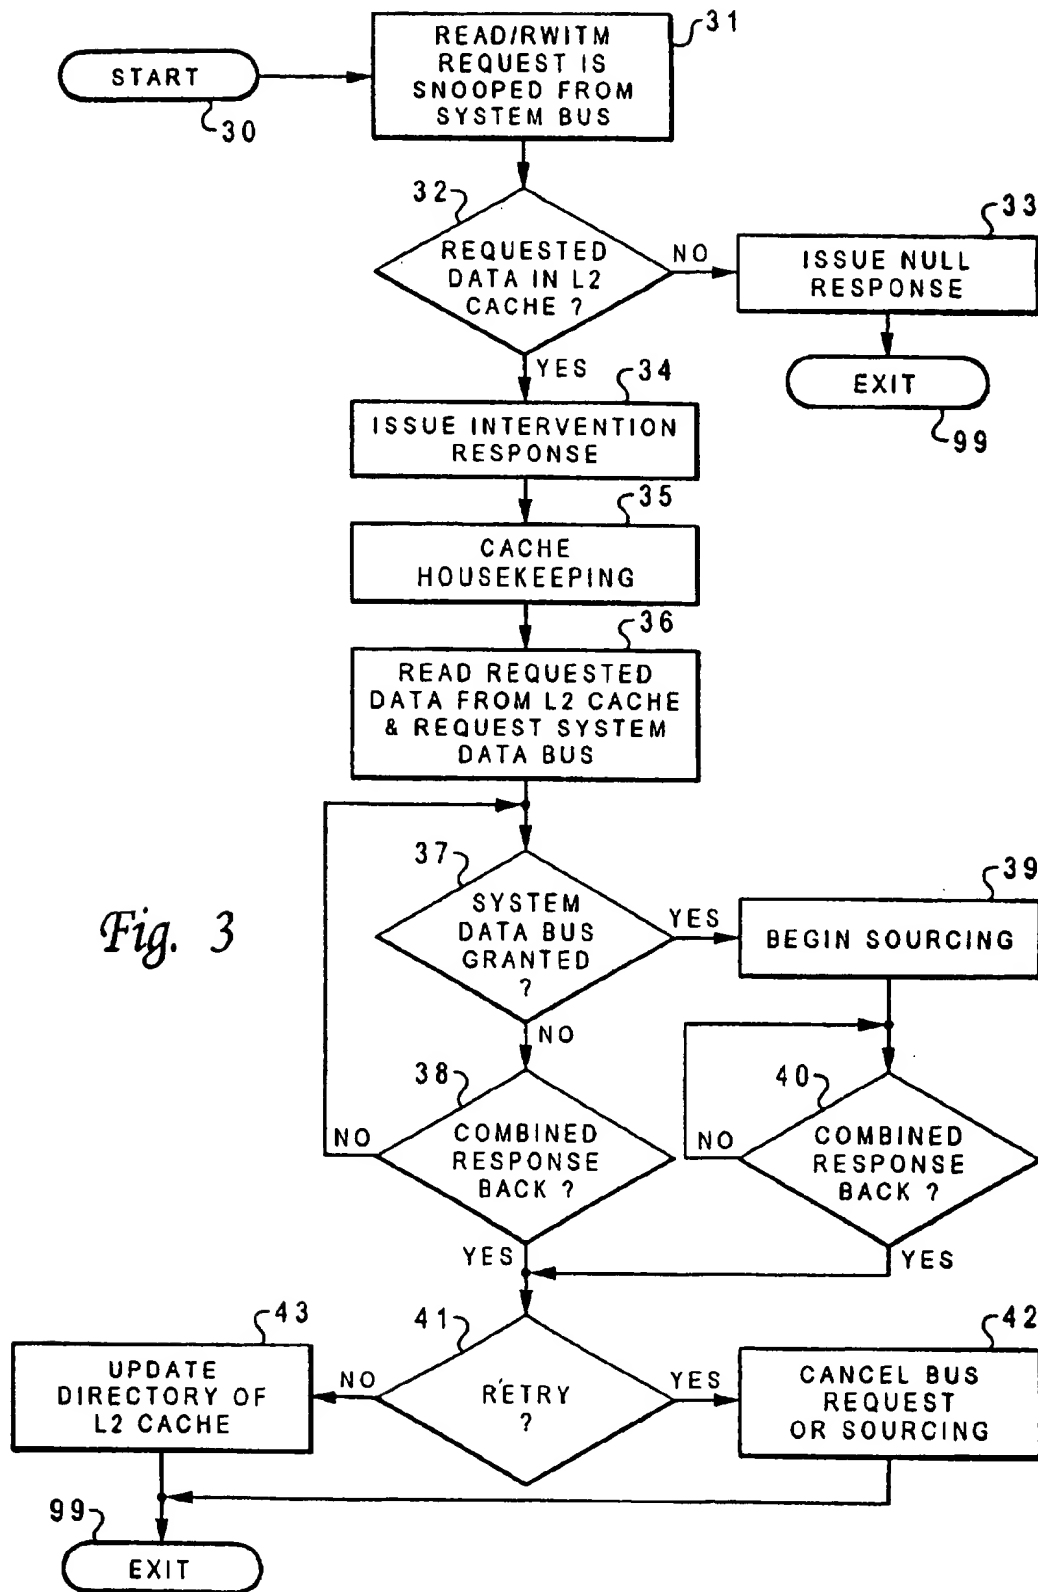 31
READ/RWITM
REQUEST IS
SNOOPED FROM
SYSTEM BUS
START
30
32
REQUESTED
DATA IN L2
CACHE ?
NO
YES
33
ISSUE NULL
RESPONSE
EXIT
99
34
ISSUE INTERVENTION
RESPONSE
35
CACHE
HOUSEKEEPING
36
READ REQUESTED
DATA FROM L2 CACHE
& REQUEST SYSTEM
DATA BUS
Fig. 3
37
SYSTEM
DATA BUS
GRANTED
?
YES
NO
39
BEGIN SOURCING
38
COMBINED
RESPONSE
BACK ?
NO
YES
40
COMBINED
RESPONSE
BACK ?
NO
YES
41
RETRY
?
NO
YES
43
UPDATE
DIRECTORY OF
L2 CACHE
42
CANCEL BUS
REQUEST
OR SOURCING
99
EXIT